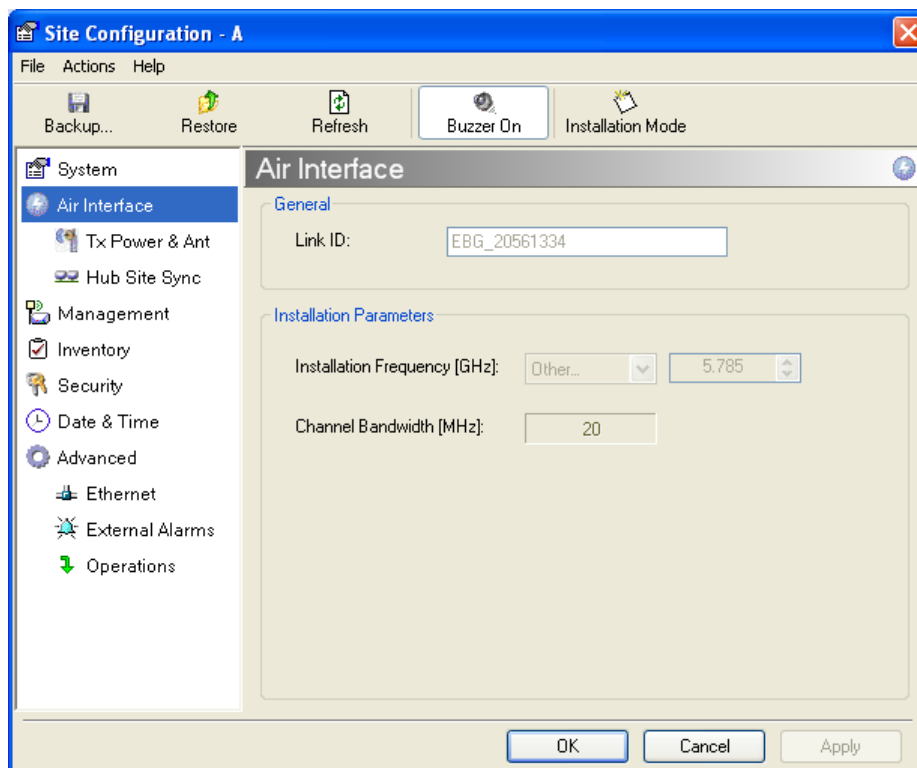 Site Configuration - A
File Actions Help
Backup... Restore Refresh Buzzer On Installation Mode
System
Air Interface
Tx Power & Ant
Hub Site Sync
Management
Inventory
Security
Date & Time
Advanced
Ethernet
External Alarms
Operations
Air Interface
General
Link ID: EBG_20561334
Installation Parameters
Installation Frequency [GHz]: Other... 5.785
Channel Bandwidth [MHz]: 20
OK Cancel Apply